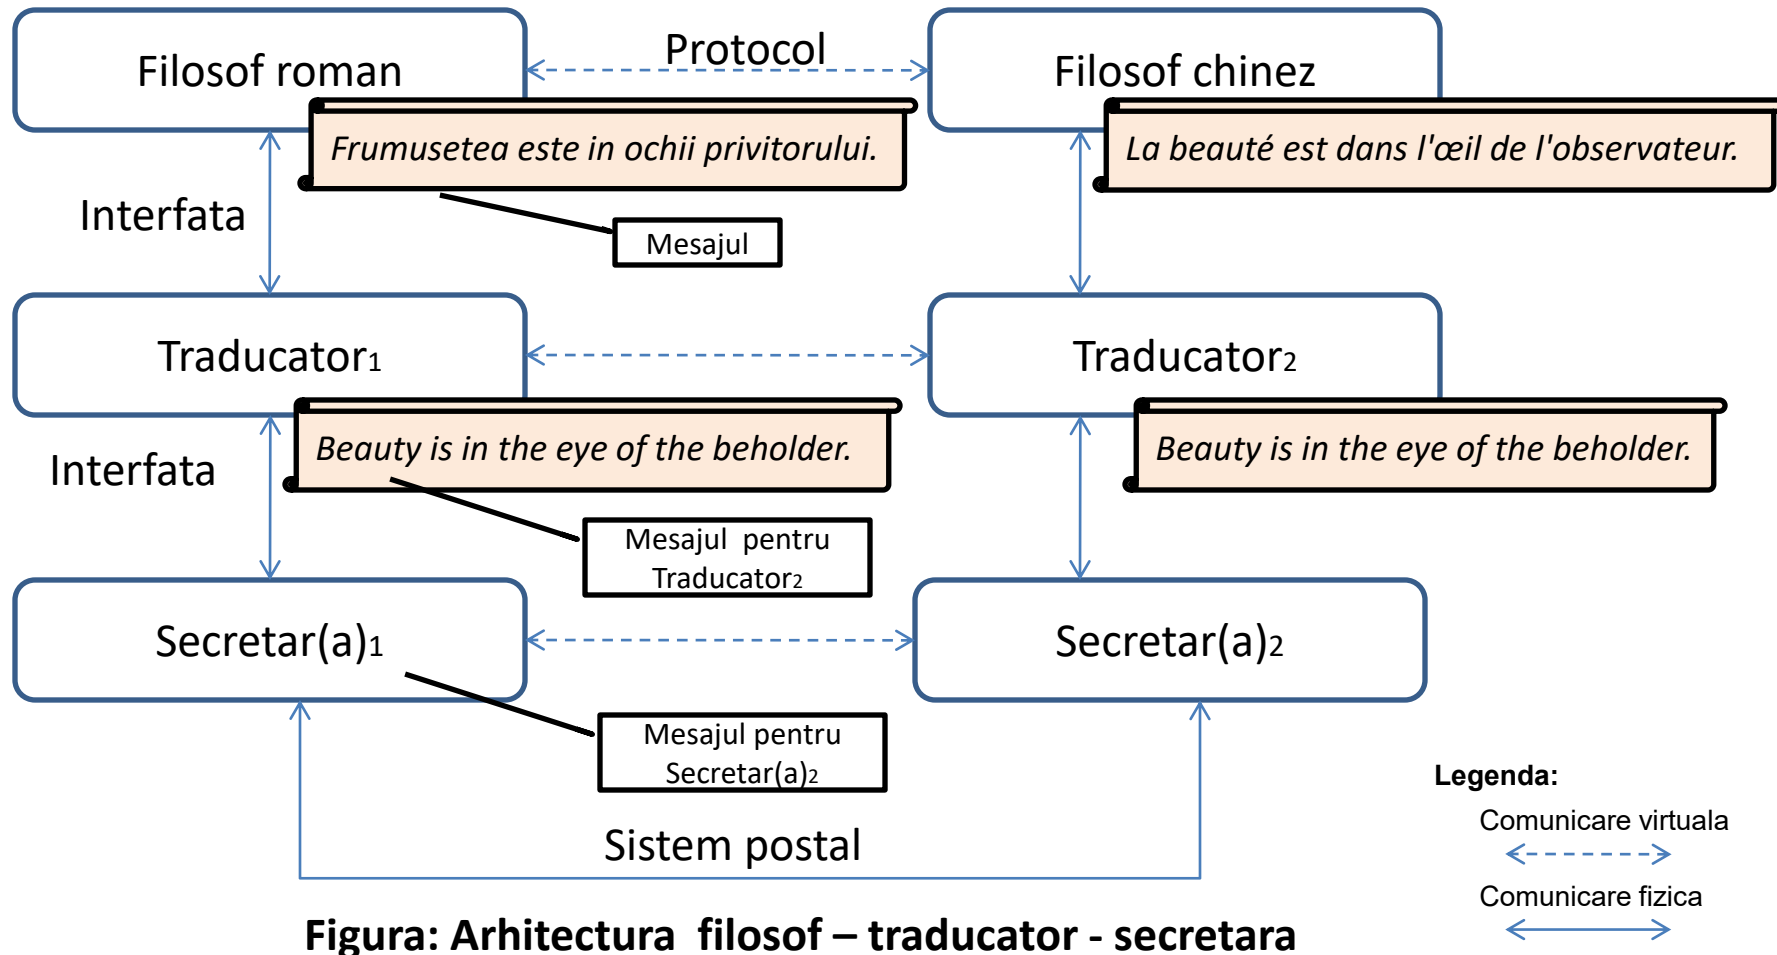 Protocol
Filosof roman
Filosof chinez
Frumusetea este in ochii privitorului.
La beauté est dans l'œil de l'observateur.
Interfata
Mesajul
Traducator1
Traducator2
Beauty is in the eye of the beholder.
Beauty is in the eye of the beholder.
Interfata
Mesajul pentru
Traducator2
Secretar(a)1
Secretar(a)2
Mesajul pentru
Secretar(a)2
Sistem postal
Legenda:
Comunicare virtuala
Comunicare fizica
Figura: Arhitectura filosof – traducator - secretara